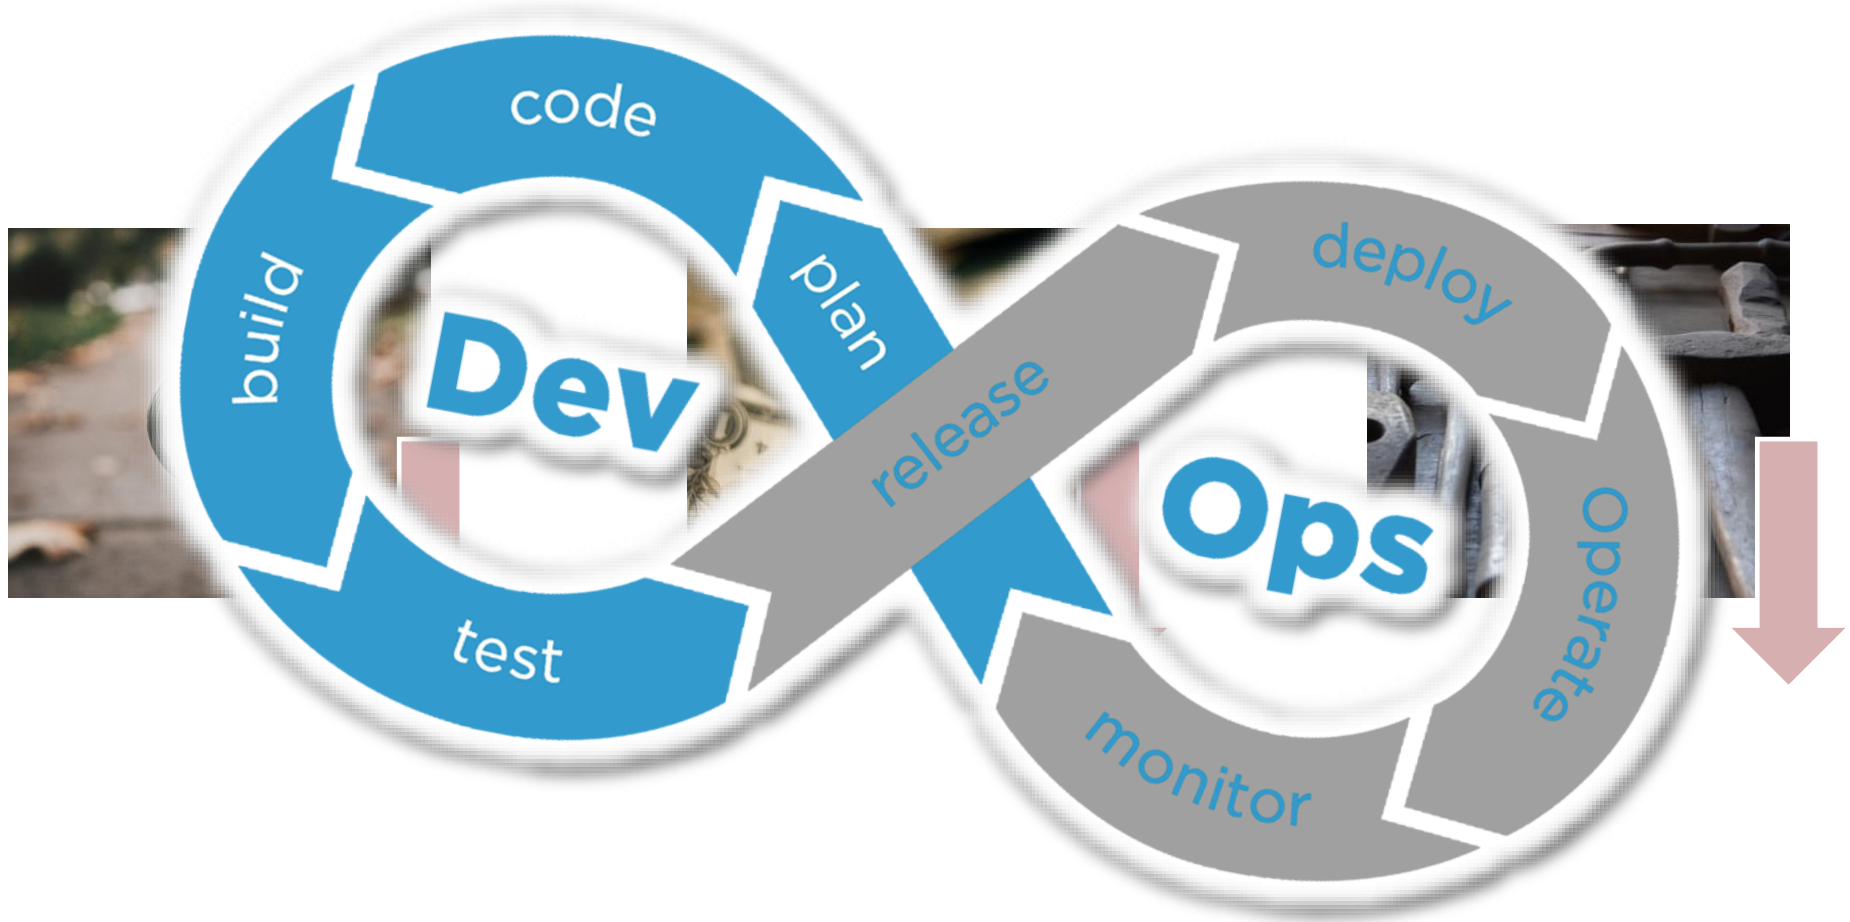 code
build
plan
Dev
test
release
deploy
Ops
Operate
monitor